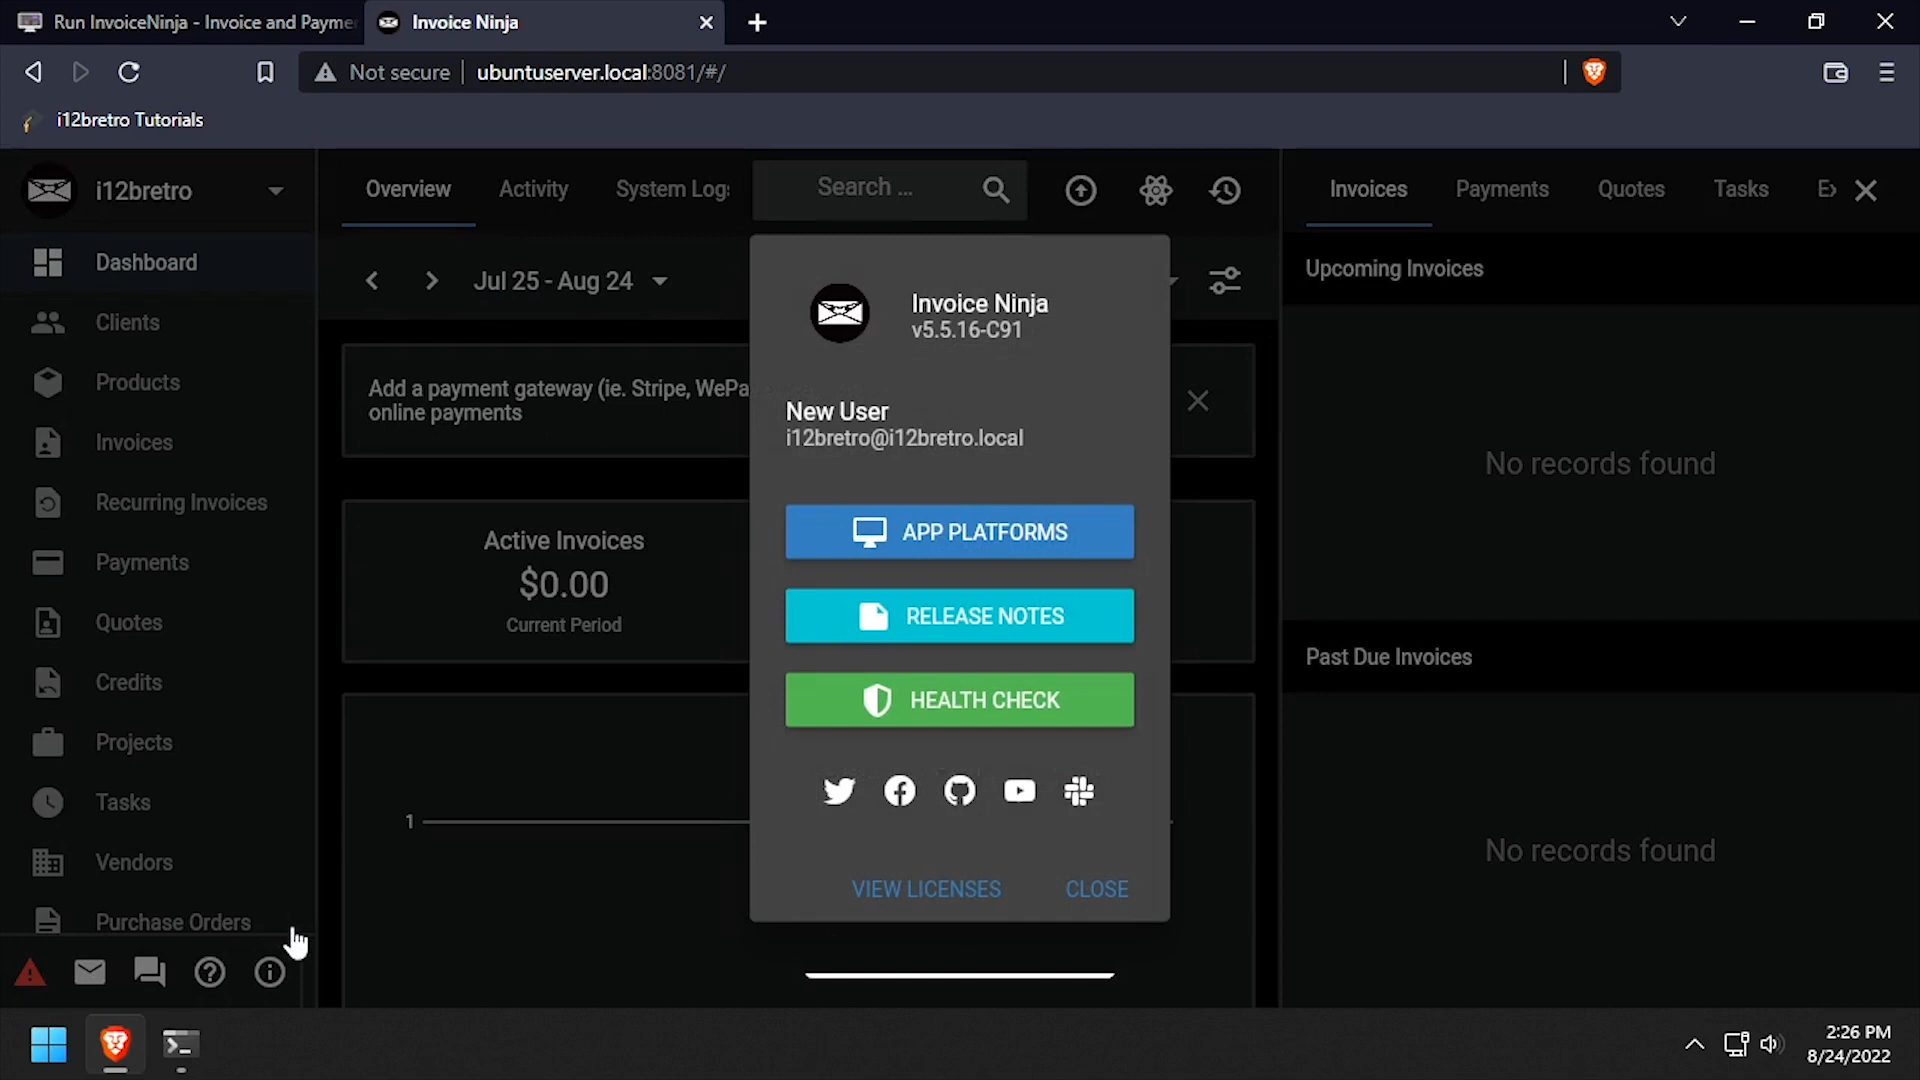 Run InvoiceNinja - Invoice and Payme
Invoice Ninja
Not secure
ubuntuserver.local:8081/#/
i12bretro Tutorials
i12bretro
Dashboard
Clients
Products
Invoices
Recurring Invoices
Payments
Quotes
Credits
Projects
Tasks
Vendors
Purchase Orders
Overview
Activity
System Logs
Search ...
Jul 25 - Aug 24
Add a payment gateway (ie. Stripe, WePa
online payments
Active Invoices
$0.00
Current Period
1
Invoice Ninja
v5.5.16-C91
New User
i12bretro@i12bretro.local
APP PLATFORMS
RELEASE NOTES
HEALTH CHECK
VIEW LICENSES
CLOSE
Invoices
Payments
Quotes
Tasks
Ex
Upcoming Invoices
No records found
Past Due Invoices
No records found
2:26 PM
8/24/2022